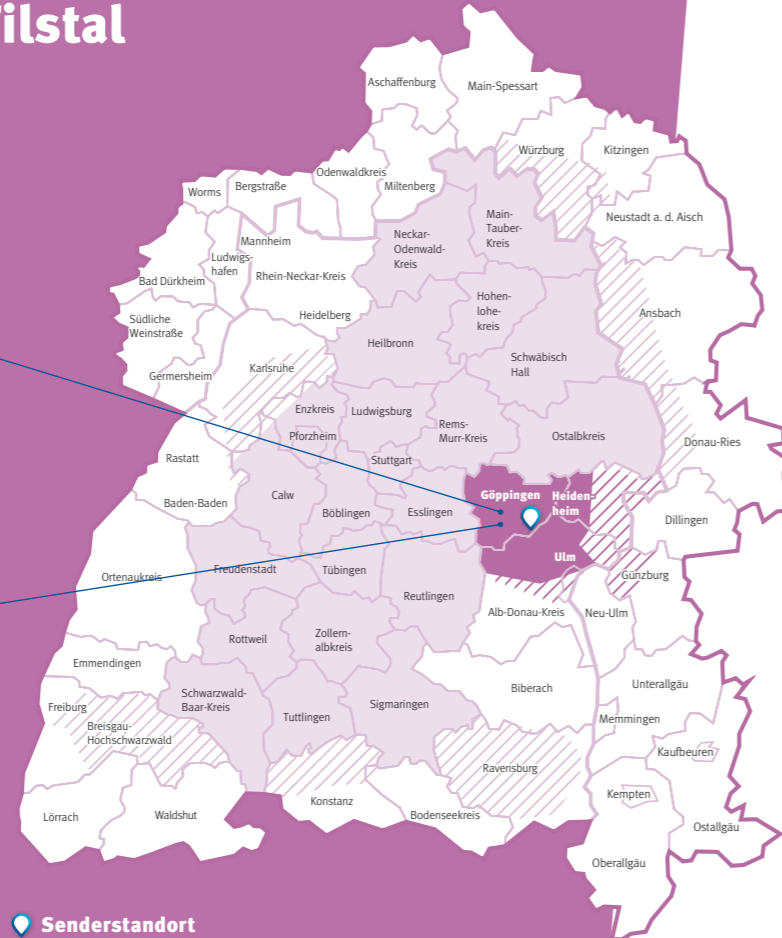 ilstal
Aschaffenburg
Main-Spessart
Würzburg
Kitzingen
Odenwaldkreis
Miltenberg
Worms
Bergstraße
Neustadt a. d. Aisch
Main-
Tauber-
Kreis
Neckar-
Odenwald-
Kreis
Mannheim
Ludwigs-
hafen
Rhein-Neckar-Kreis
Bad Dürkheim
Hohen-
lohe-
kreis
Ansbach
Heidelberg
Südliche
Weinstraße
Heilbronn
Schwäbisch
Hall
Karlsruhe
Germersheim
Enzkreis
Ludwigsburg
Rems-
Murr-Kreis
Pforzheim
Ostalbkreis
Donau-Ries
Rastatt
Stuttgart
Calw
Göppingen
Heiden-
heim
Baden-Baden
Böblingen
Esslingen
Dillingen
Ulm
Ortenaukreis
Freudenstadt
Tübingen
Günzburg
Reutlingen
Alb-Donau-Kreis
Neu-Ulm
Rottweil
Zollern-
albkreis
Emmendingen
Schwarzwald-
Baar-Kreis
Biberach
Unterallgäu
Freiburg
Breisgau-
Hochschwarzwald
Tuttlingen
Sigmaringen
Memmingen
Kaufbeuren
Ravensburg
Kempten
Konstanz
Lörrach
Waldshut
Bodenseekreis
Ostallgäu
Oberallgäu
Senderstandort